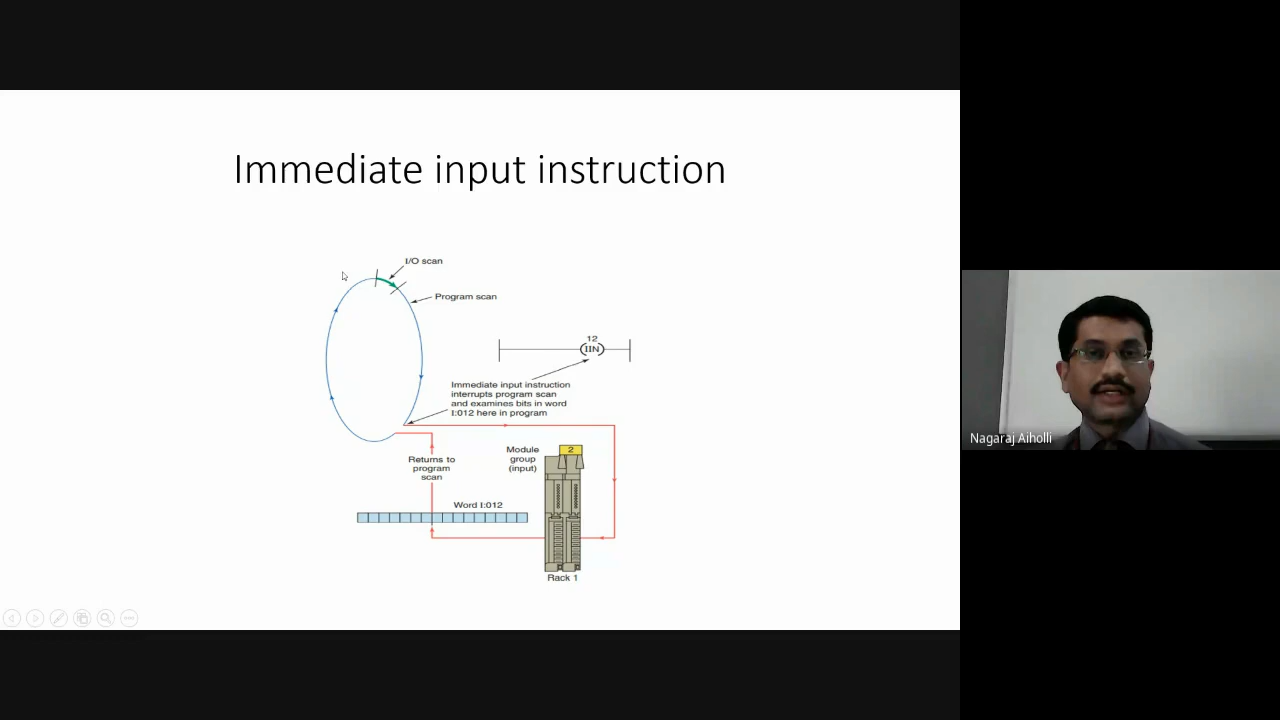 Immediate input instruction
I/O scan
Program scan
12
IIN
Immediate input instruction
interrupts program scan
and examines bits in word
I:012 here in program
Module
group
(input)
2
Returns to
program
scan
Word I:012
Rack 1
Nagaraj Aiholli